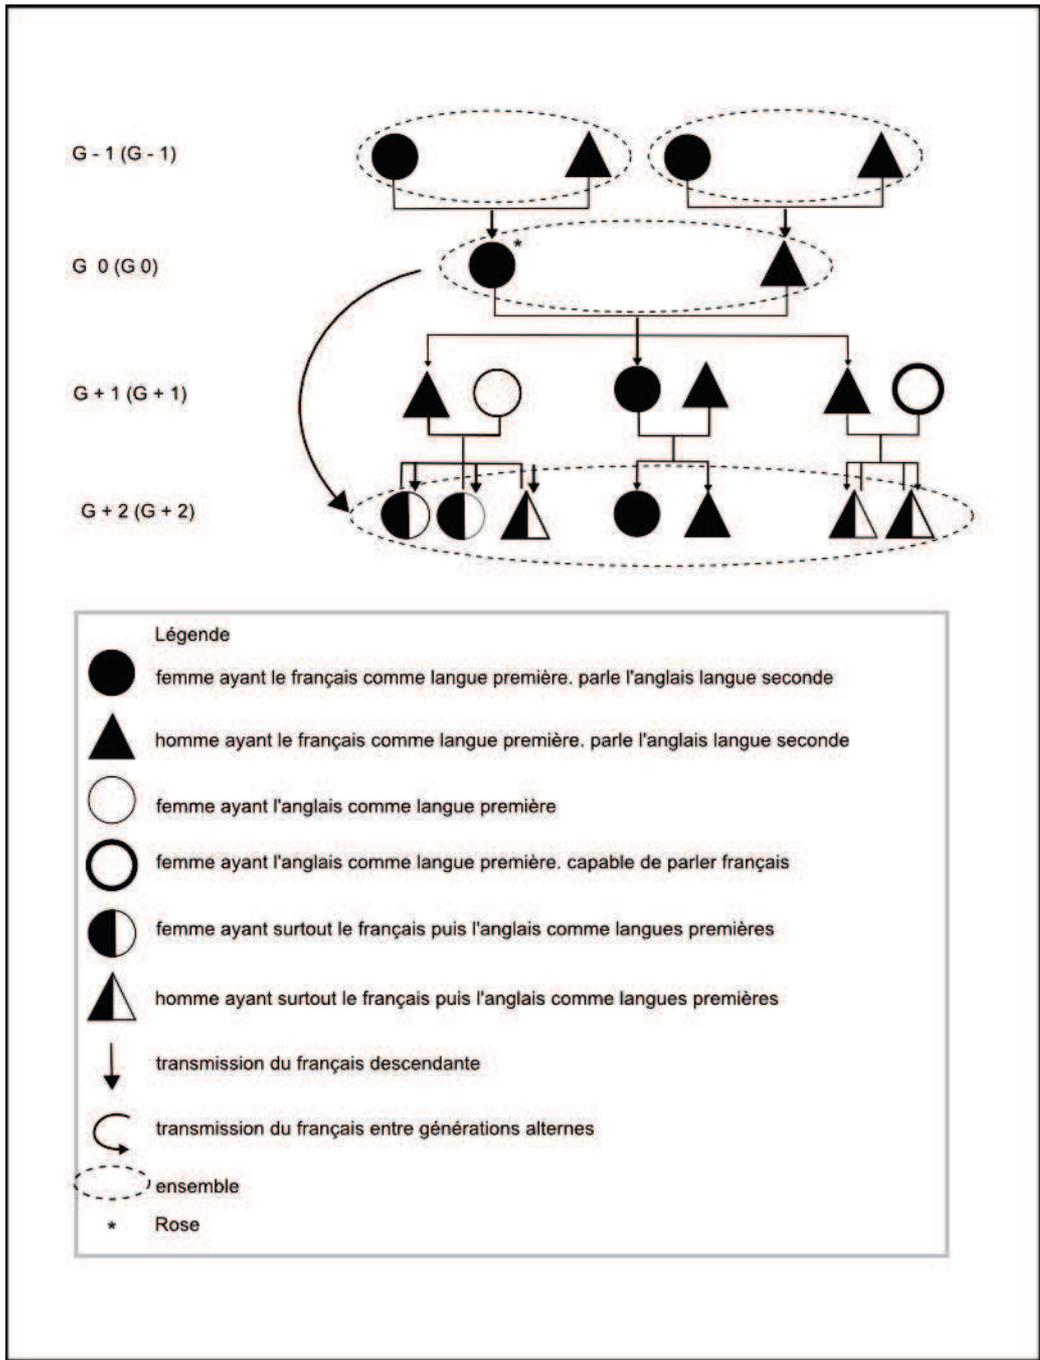 G - 1 (G - 1)
*
G 0 (G 0)
G + 1 (G + 1)
G + 2 (G + 2)
Légende
femme ayant le français comme langue première. parle l'anglais langue seconde
homme ayant le français comme langue première. parle l'anglais langue seconde
femme ayant l'anglais comme langue première
femme ayant l'anglais comme langue première. capable de parler français
femme ayant surtout le français puis l'anglais comme langues premières
homme ayant surtout le français puis l'anglais comme langues premières
transmission du français descendante
transmission du français entre générations alternes
ensemble
* Rose